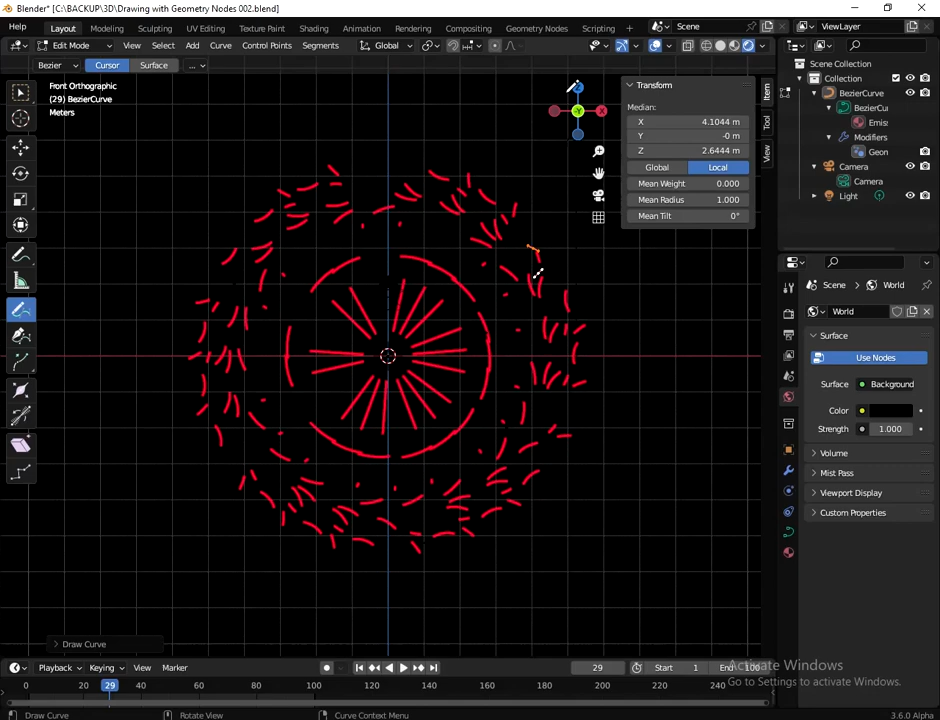 Blender* [C:\BACKUP\3D\Drawing with Geometry Nodes 002.blend]
Help Layout Modeling Sculpting UV Editing Texture Paint Shading Animation Rendering Compositing Geometry Nodes Scripting + Scene ViewLayer
Edit Mode View Select Add Curve Control Points Segments Global
Bezier Cursor Surface ...
Scene Collection
Collection
BezierCurve
BezierCu
Emis
Modifiers
Geon
Camera
Camera
Light
Front Orthographic
(29) BezierCurve
Meters
Z
X
-Y
Transform
Median:
X 4.1044 m
Y -0 m
Z 2.6444 m
Global Local
Mean Weight 0.000
Mean Radius 1.000
Mean Tilt 0°
Item
Tool
View
Scene World
World
Surface
Use Nodes
Surface Background
Color
Strength 1.000
Volume
Mist Pass
Viewport Display
Custom Properties
Draw Curve
Playback Keying View Marker 29 Start 1 End 100
0 20 29 40 60 80 100 120 140 160 180 200 220 240
Activate Windows
Go to Settings to activate Windows.
Draw Curve Rotate View Curve Context Menu 3.6.0 Alpha